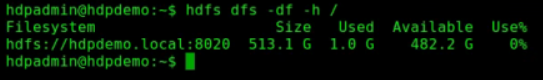 hdpadmin@hdpdemo:~$ hdfs dfs -df -h /
Filesystem Size Used Available Use%
hdfs://hdpdemo.local:8020 513.1 G 1.0 G 482.2 G 0%
hdpadmin@hdpdemo:~$